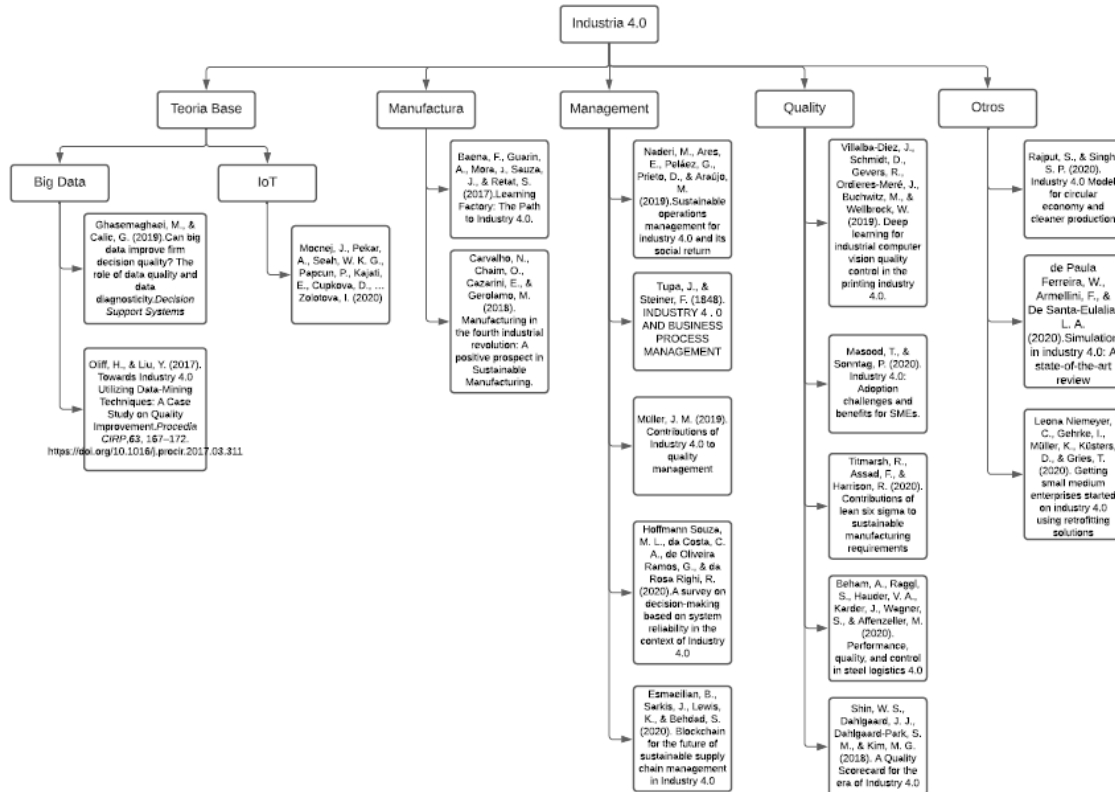 Industria 4.0
Teoria Base
Manufactura
Management
Quality
Otros
Big Data
IoT
Ghasemaghaei, M., &
Calic, G. (2019).Can big
data improve firm
decision quality? The
role of data quality and
data
diagnosticity.Decision
Support Systems
Oliff, H., & Liu, Y. (2017).
Towards Industry 4.0
Utilizing Data-Mining
Techniques: A Case
Study on Quality
Improvement.Procedia
CIRP,63, 167–172.
https://doi.org/10.1016/j.procir.2017.03.311
Mocnej, J., Pekar,
A., Seah, W. K. G.,
Papcun, P., Kajati,
E., Cupkova, D., ...
Zolotova, I. (2020)
Baena, F., Guarin,
A., Mora, J., Sauza,
J., & Retat, S.
(2017).Learning
Factory: The Path
to Industry 4.0.
Carvalho, N.,
Chaim, O.,
Cazarini, E., &
Gerolamo, M.
(2018).
Manufacturing in
the fourth industrial
revolution: A
positive prospect in
Sustainable
Manufacturing.
Naderi, M., Ares,
E., Peláez, G.,
Prieto, D., & Araújo,
M.
(2019).Sustainable
operations
management for
industry 4.0 and its
social return
Tupa, J., &
Steiner, F. (1848).
INDUSTRY 4 . 0
AND BUSINESS
PROCESS
MANAGEMENT
Müller, J. M. (2019).
Contributions of
Industry 4.0 to
quality
management
Hoffmann Souza,
M. L., da Costa, C.
A., de Oliveira
Ramos, G., & da
Rosa Righi, R.
(2020).A survey on
decision-making
based on system
reliability in the
context of Industry
4.0
Esmaeilian, B.,
Sarkis, J., Lewis,
K., & Behdad, S.
(2020). Blockchain
for the future of
sustainable supply
chain management
in Industry 4.0
Villalba-Diez, J.,
Schmidt, D.,
Gevers, R.,
Ordieres-Meré, J.,
Buchwitz, M., &
Wellbrock, W.
(2019). Deep
learning for
industrial computer
vision quality
control in the
printing industry
4.0.
Masood, T., &
Sonntag, P. (2020).
Industry 4.0:
Adoption
challenges and
benefits for SMEs.
Titmarsh, R.,
Assad, F., &
Harrison, R. (2020).
Contributions of
lean six sigma to
sustainable
manufacturing
requirements
Beham, A., Raggl,
S., Hauder, V. A.,
Karder, J., Wagner,
S., & Affenzeller, M.
(2020).
Performance,
quality, and control
in steel logistics 4.0
Shin, W. S.,
Dahlgaard, J. J.,
Dahlgaard-Park, S.
M., & Kim, M. G.
(2018). A Quality
Scorecard for the
era of Industry 4.0
Rajput, S., & Singh,
S. P. (2020).
Industry 4.0 Model
for circular
economy and
cleaner production
de Paula
Ferreira, W.,
Armellini, F., &
De Santa-Eulalia,
L. A.
(2020).Simulation
in industry 4.0: A
state-of-the-art
review
Leona Niemeyer,
C., Gehrke, I.,
Müller, K., Küsters,
D., & Gries, T.
(2020). Getting
small medium
enterprises started
on industry 4.0
using retrofitting
solutions